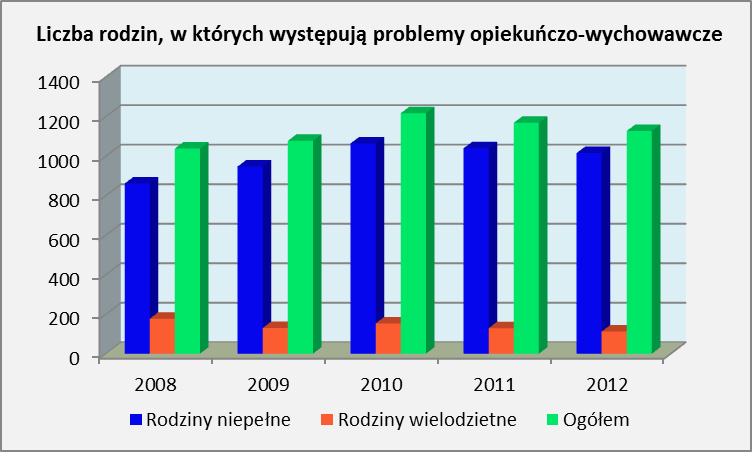 Liczba rodzin, w których występują problemy opiekuńczo-wychowawcze
1400
1200
1000
800
600
400
200
0
2008 2009 2010 2011 2012
Rodziny niepełne Rodziny wielodzietne Ogółem